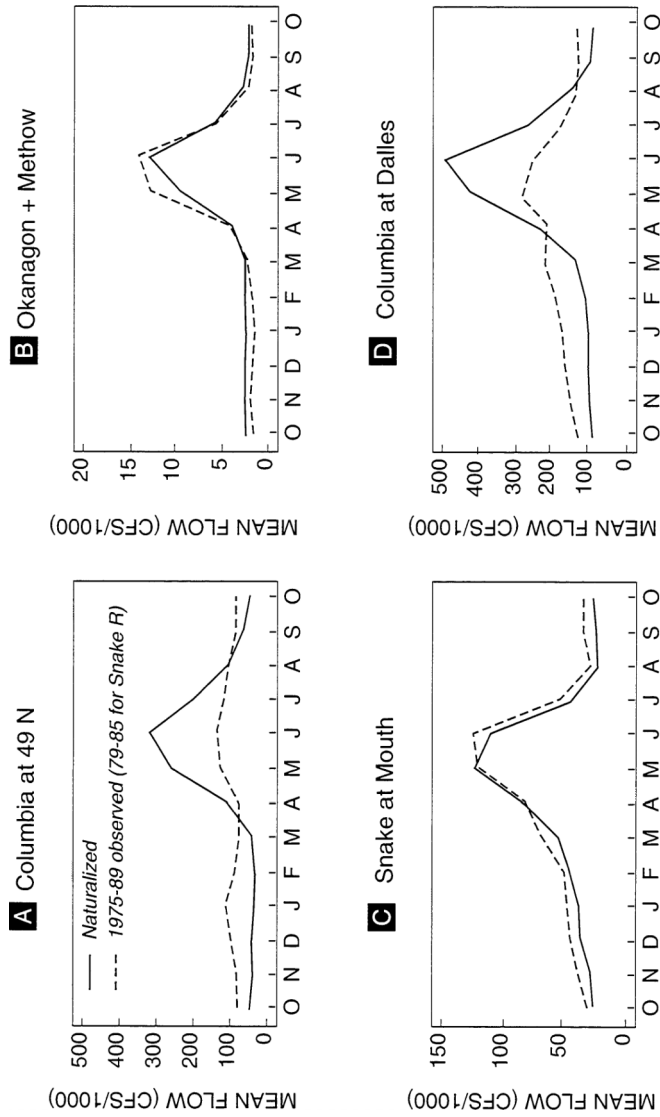 A Columbia at 49 N
MEAN FLOW (CFS/1000)
500
400
300
200
100
0
Naturalized
1975-89 observed (79-85 for Snake R)
O N D J F M A M J J A S O
B Okanagon + Methow
MEAN FLOW (CFS/1000)
20
15
10
5
0
O N D J F M A M J J A S O
C Snake at Mouth
MEAN FLOW (CFS/1000)
150
100
50
0
O N D J F M A M J J A S O
D Columbia at Dalles
MEAN FLOW (CFS/1000)
500
400
300
200
100
0
O N D J F M A M J J A S O